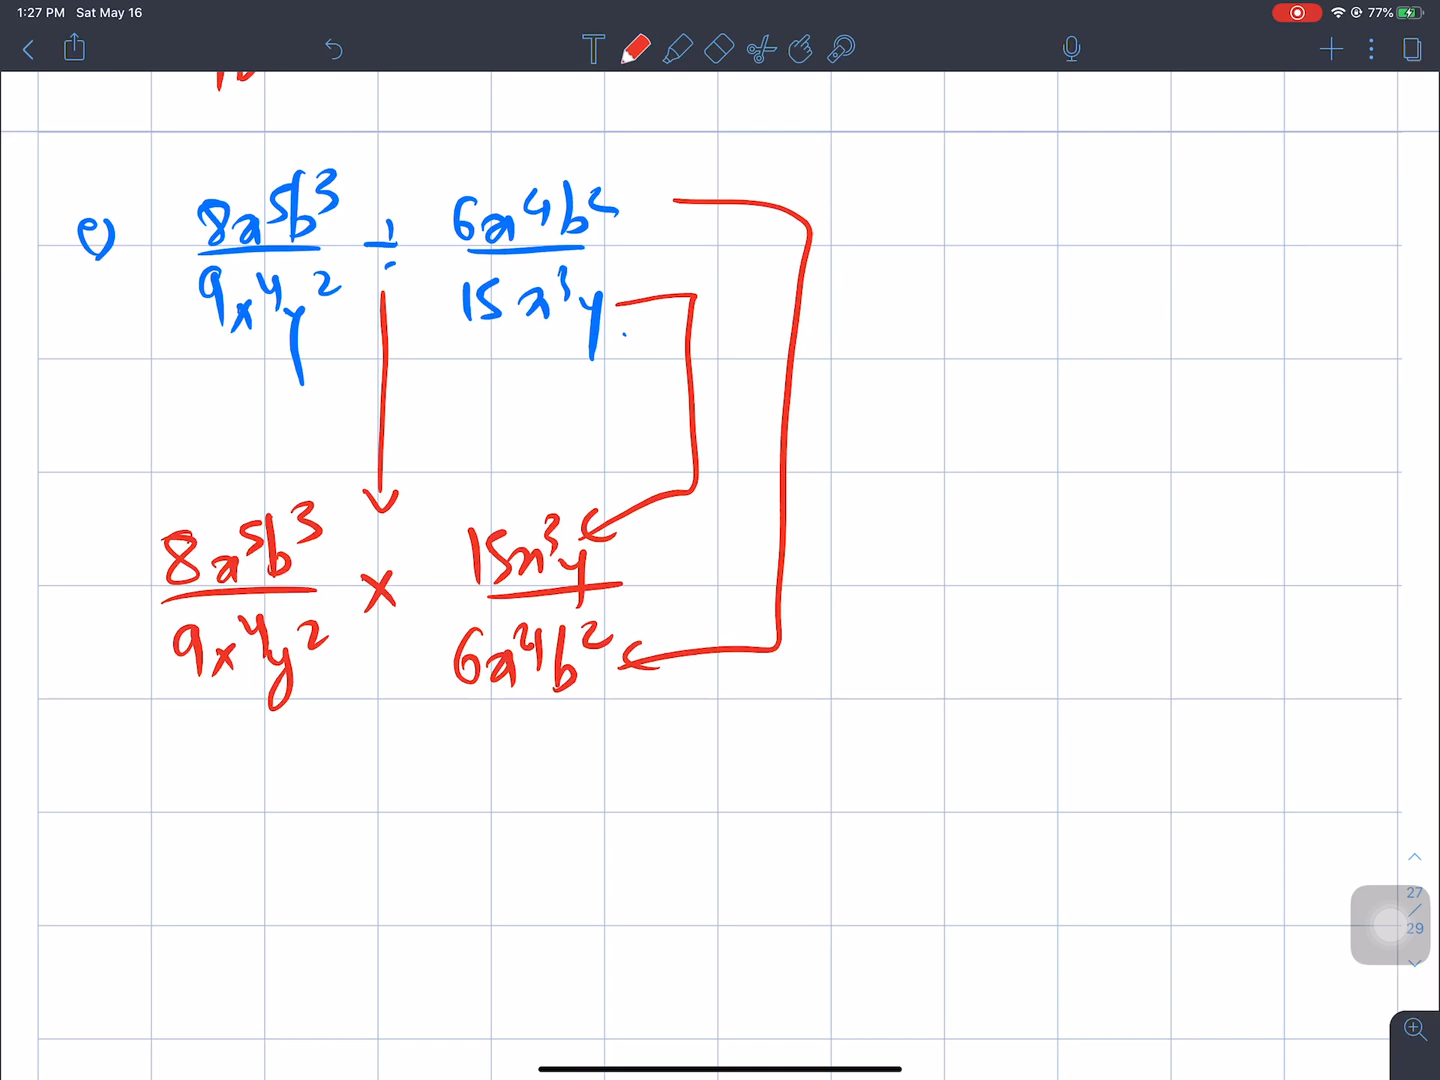 1:27 PM Sat May 16
77%
T
e) 8a⁵b³/9x⁴y² ÷ 6a⁴b²/15x³y
8a⁵b³/9x⁴y² × 15x³y/6a⁴b²
27
/
29